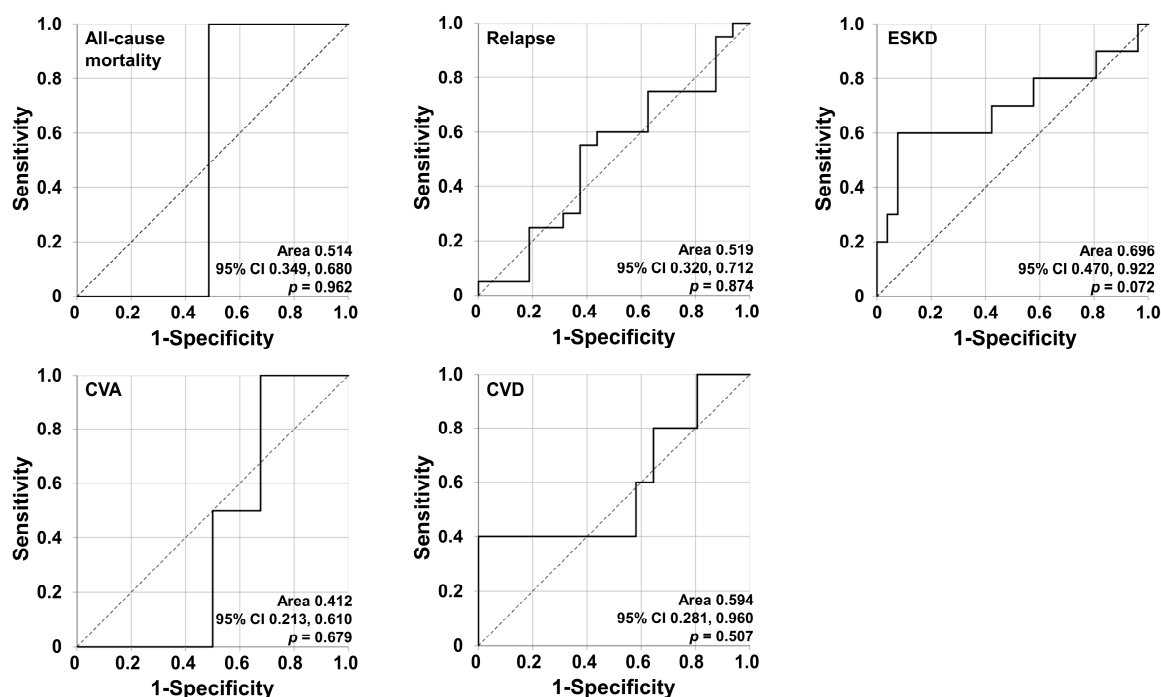 All-cause
mortality
Sensitivity
1.0
0.8
0.6
0.4
0.2
0
Area 0.514
95% CI 0.349, 0.680
p = 0.962
0 0.2 0.4 0.6 0.8 1.0
1-Specificity
Relapse
Sensitivity
1.0
0.8
0.6
0.4
0.2
0
Area 0.519
95% CI 0.320, 0.712
p = 0.874
0 0.2 0.4 0.6 0.8 1.0
1-Specificity
ESKD
Sensitivity
1.0
0.8
0.6
0.4
0.2
0
Area 0.696
95% CI 0.470, 0.922
p = 0.072
0 0.2 0.4 0.6 0.8 1.0
1-Specificity
CVA
Sensitivity
1.0
0.8
0.6
0.4
0.2
0
Area 0.412
95% CI 0.213, 0.610
p = 0.679
0 0.2 0.4 0.6 0.8 1.0
1-Specificity
CVD
Sensitivity
1.0
0.8
0.6
0.4
0.2
0
Area 0.594
95% CI 0.281, 0.960
p = 0.507
0 0.2 0.4 0.6 0.8 1.0
1-Specificity